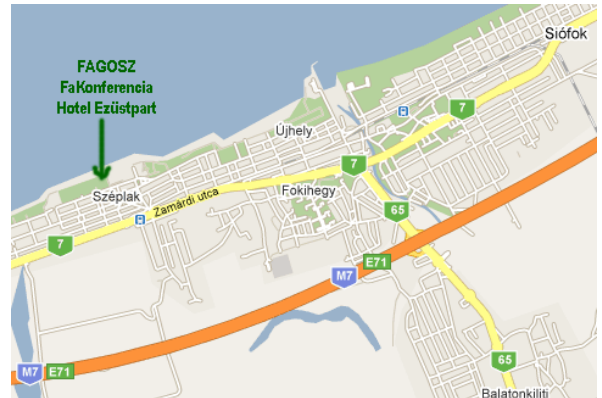 Siófok
FAGOSZ
FaKonferencia
Hotel Ezüstpart
7
Újhely
7
Széplak
Fokihegy
Zamárdi utca
65
7
E71
M7
65
M7
E71
Balatonkiliti